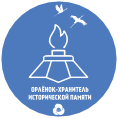 ОРЛЁНОК-ХРАНИТЕЛЬ
ИСТОРИЧЕСКОЙ ПАМЯТИ